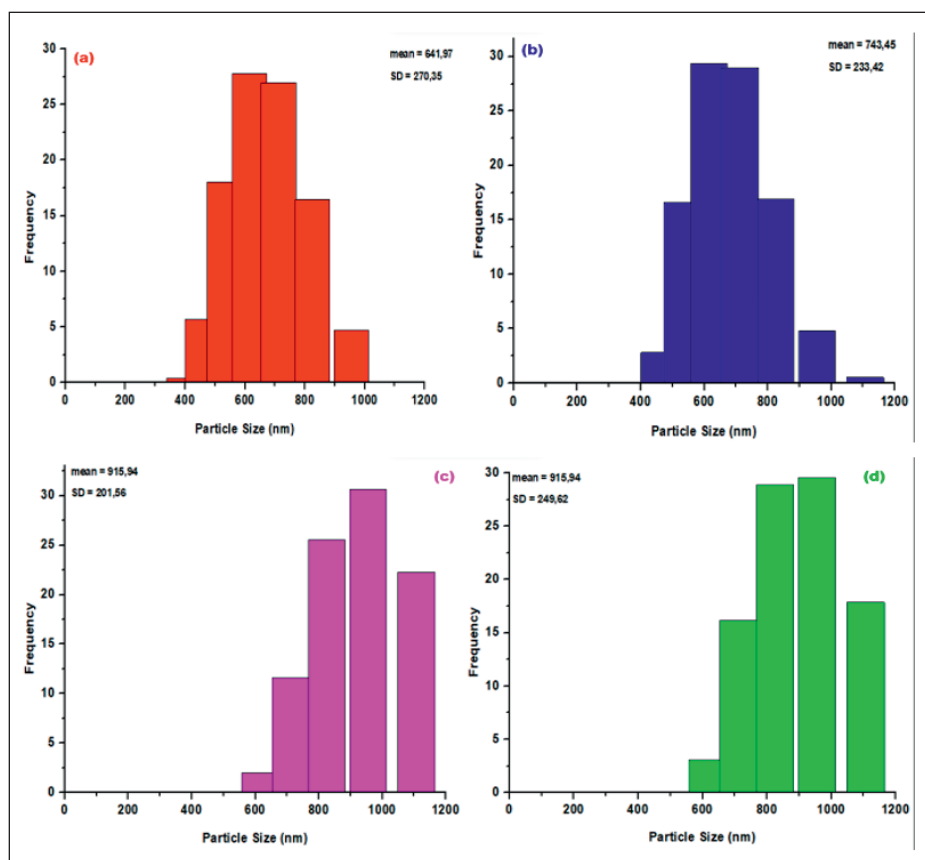 (a)
mean = 641,97
SD = 270,35
30
25
20
15
10
5
0
Frequency
0 200 400 600 800 1000 1200
Particle Size (nm)
(b)
mean = 743,45
SD = 233,42
30
25
20
15
10
5
0
Frequency
0 200 400 600 800 1000 1200
Particle Size (nm)
mean = 915,94
SD = 201,56
(c)
30
25
20
15
10
5
0
Frequency
0 200 400 600 800 1000 1200
Particle Size (nm)
mean = 915,94
SD = 249,62
(d)
30
25
20
15
10
5
0
Frequency
0 200 400 600 800 1000 1200
Particle Size (nm)